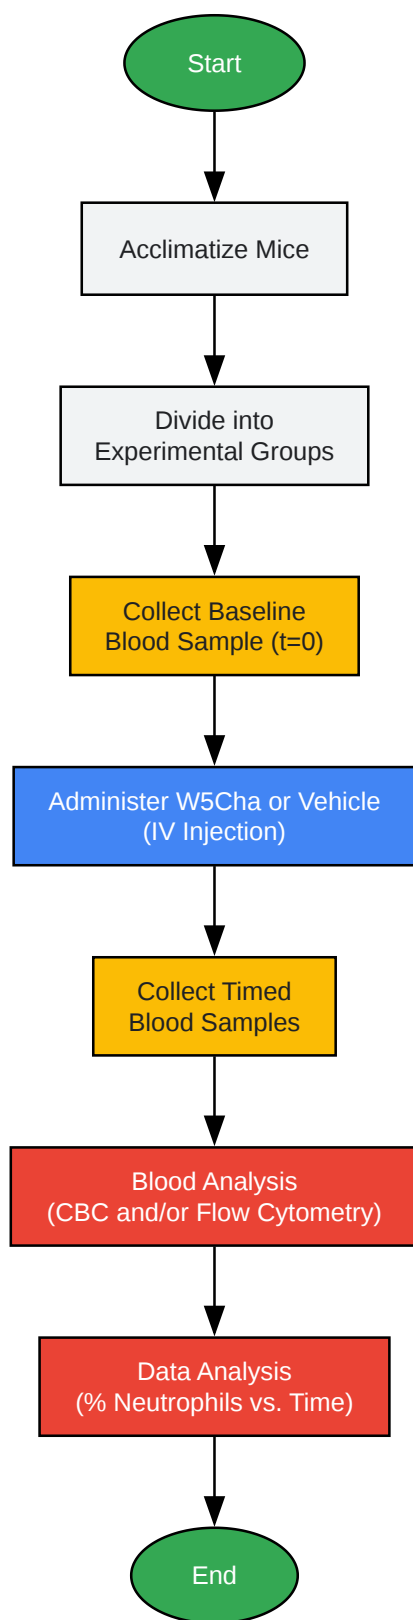 Start
Acclimatize Mice
Divide into
Experimental Groups
Collect Baseline
Blood Sample (t=0)
Administer W5Cha or Vehicle
(IV Injection)
Collect Timed
Blood Samples
Blood Analysis
(CBC and/or Flow Cytometry)
Data Analysis
(% Neutrophils vs. Time)
End